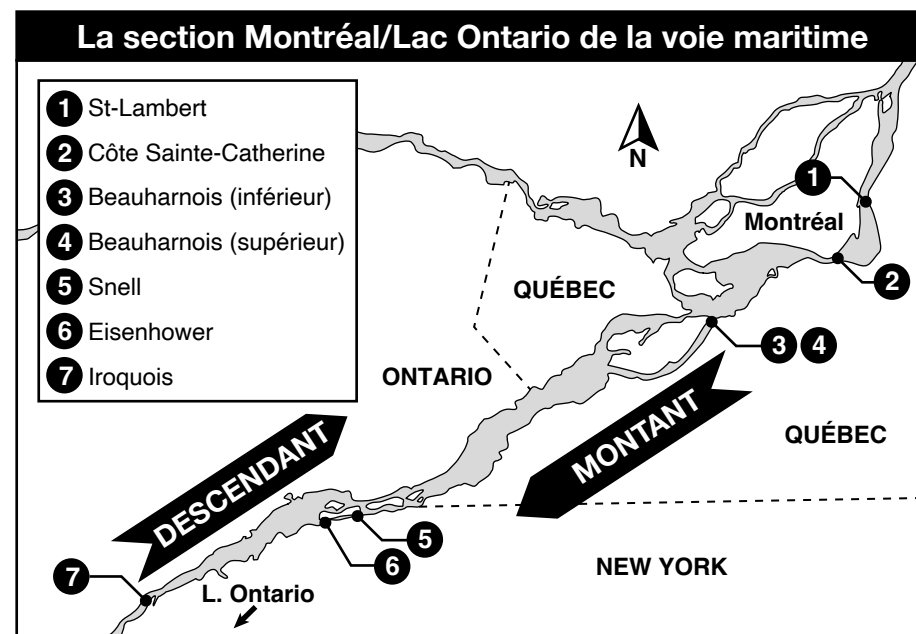 La section Montréal/Lac Ontario de la voie maritime
1 St-Lambert
2 Côte Sainte-Catherine
3 Beauharnois (inférieur)
4 Beauharnois (supérieur)
5 Snell
6 Eisenhower
7 Iroquois
N
1
Montréal
2
QUÉBEC
3 4
ONTARIO
MONTANT
QUÉBEC
DESCENDANT
5
6
NEW YORK
7
L. Ontario